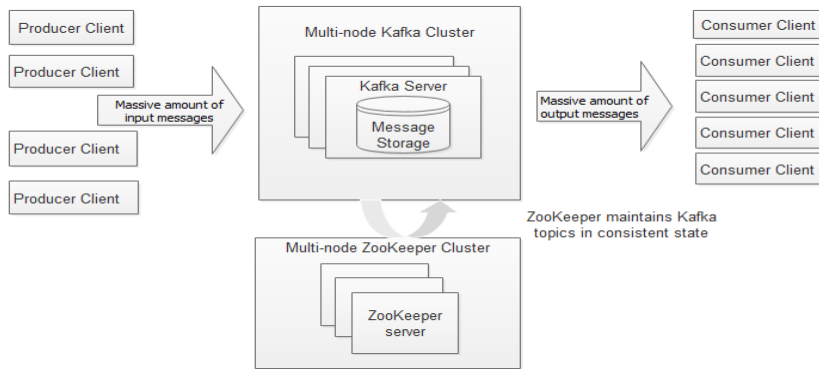 Producer Client
Producer Client
Producer Client
Producer Client
Massive amount of
input messages
Multi-node Kafka Cluster
Kafka Server
Message
Storage
Massive amount of
output messages
Consumer Client
Consumer Client
Consumer Client
Consumer Client
Consumer Client
ZooKeeper maintains Kafka
topics in consistent state
Multi-node ZooKeeper Cluster
ZooKeeper
server